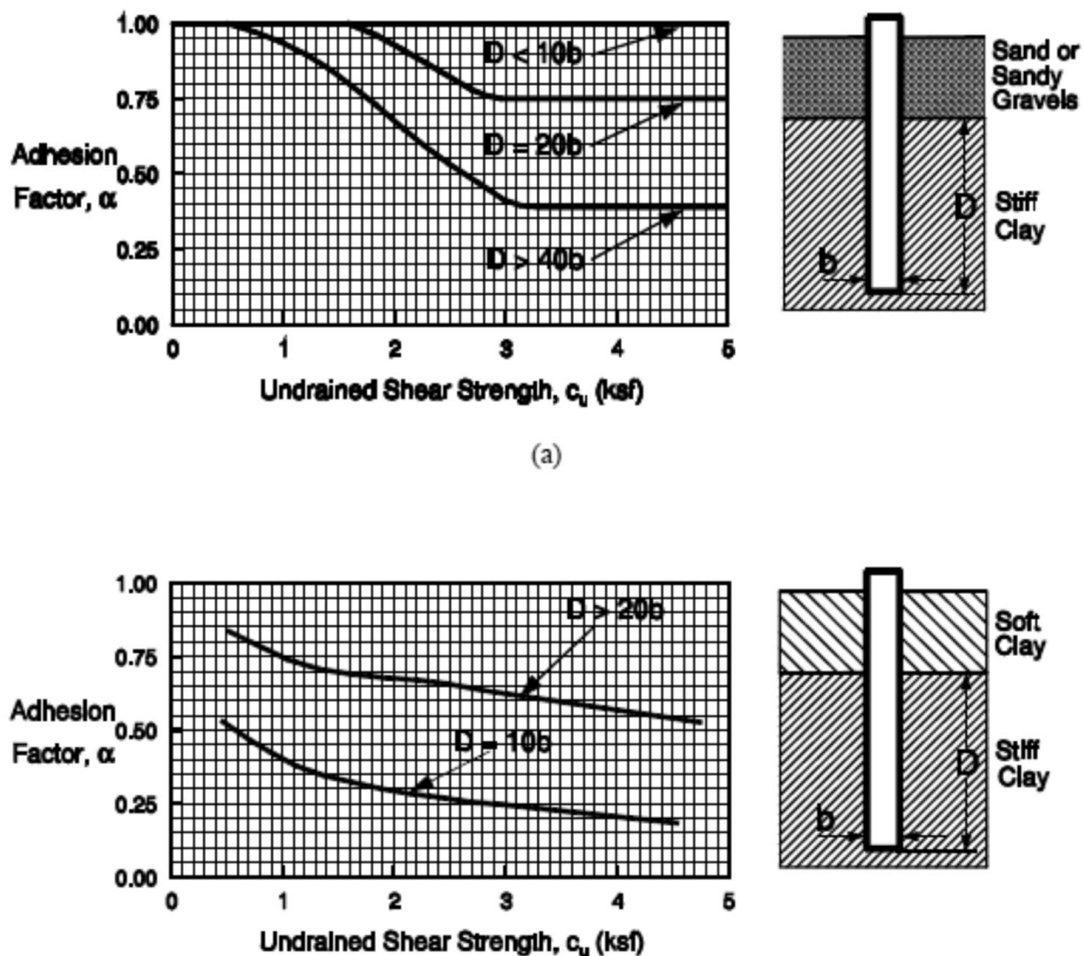 1.00
0.75
0.50
0.25
0.00
Adhesion
Factor, α
D < 10b
D = 20b
D > 40b
0 1 2 3 4 5
Undrained Shear Strength, cᵤ (ksf)
Sand or
Sandy
Gravels
D
Stiff
Clay
b
(a)
1.00
0.75
0.50
0.25
0.00
Adhesion
Factor, α
D > 20b
D = 10b
0 1 2 3 4 5
Undrained Shear Strength, cᵤ (ksf)
Soft
Clay
D
Stiff
Clay
b